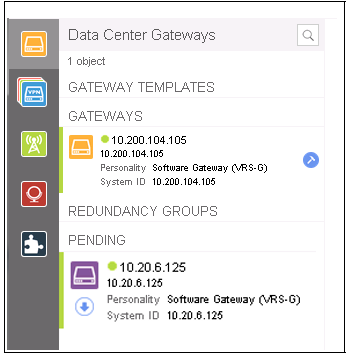 Data Center Gateways
1 object
GATEWAY TEMPLATES
VPN
GATEWAYS
10.200.104.105
10.200.104.105
Personality Software Gateway (VRS-G)
System ID 10.200.104.105
REDUNDANCY GROUPS
PENDING
10.20.6.125
10.20.6.125
Personality Software Gateway (VRS-G)
System ID 10.20.6.125